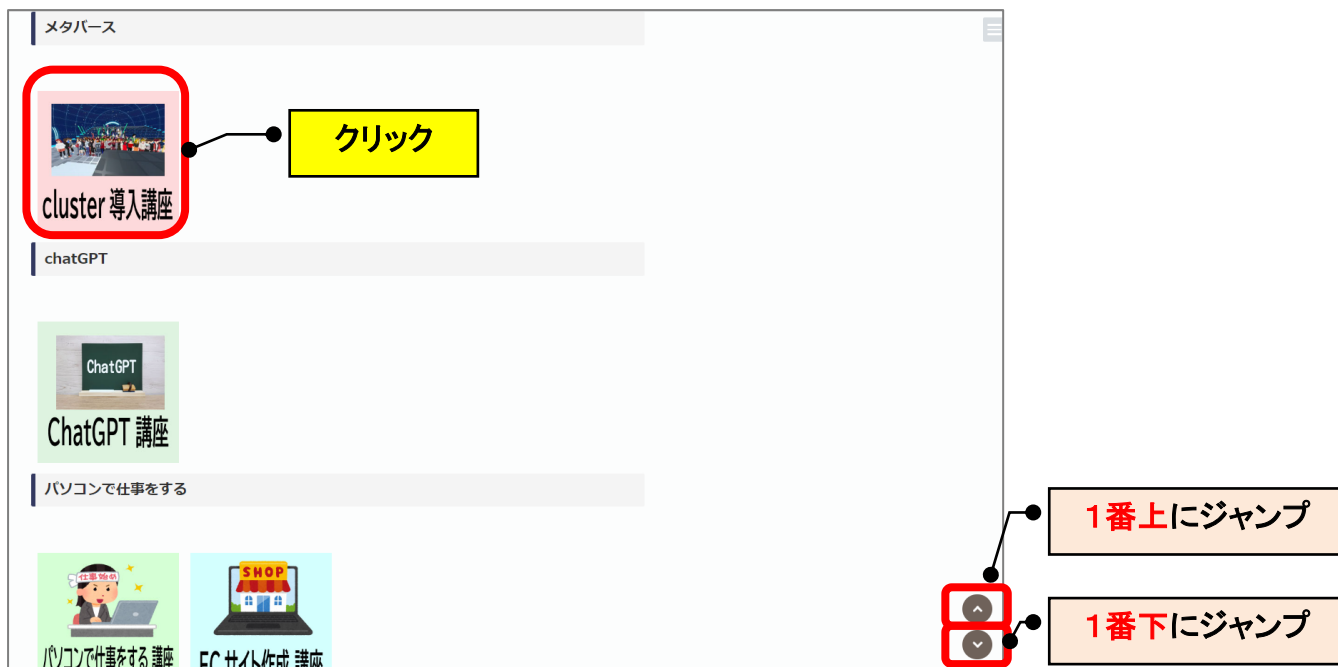 メタバース
クリック
cluster 導入講座
chatGPT
ChatGPT
ChatGPT 講座
パソコンで仕事をする
1番上にジャンプ
仕事始め
SHOP
1番下にジャンプ
パソコンで仕事をする 講座
EC サイト作成 講座